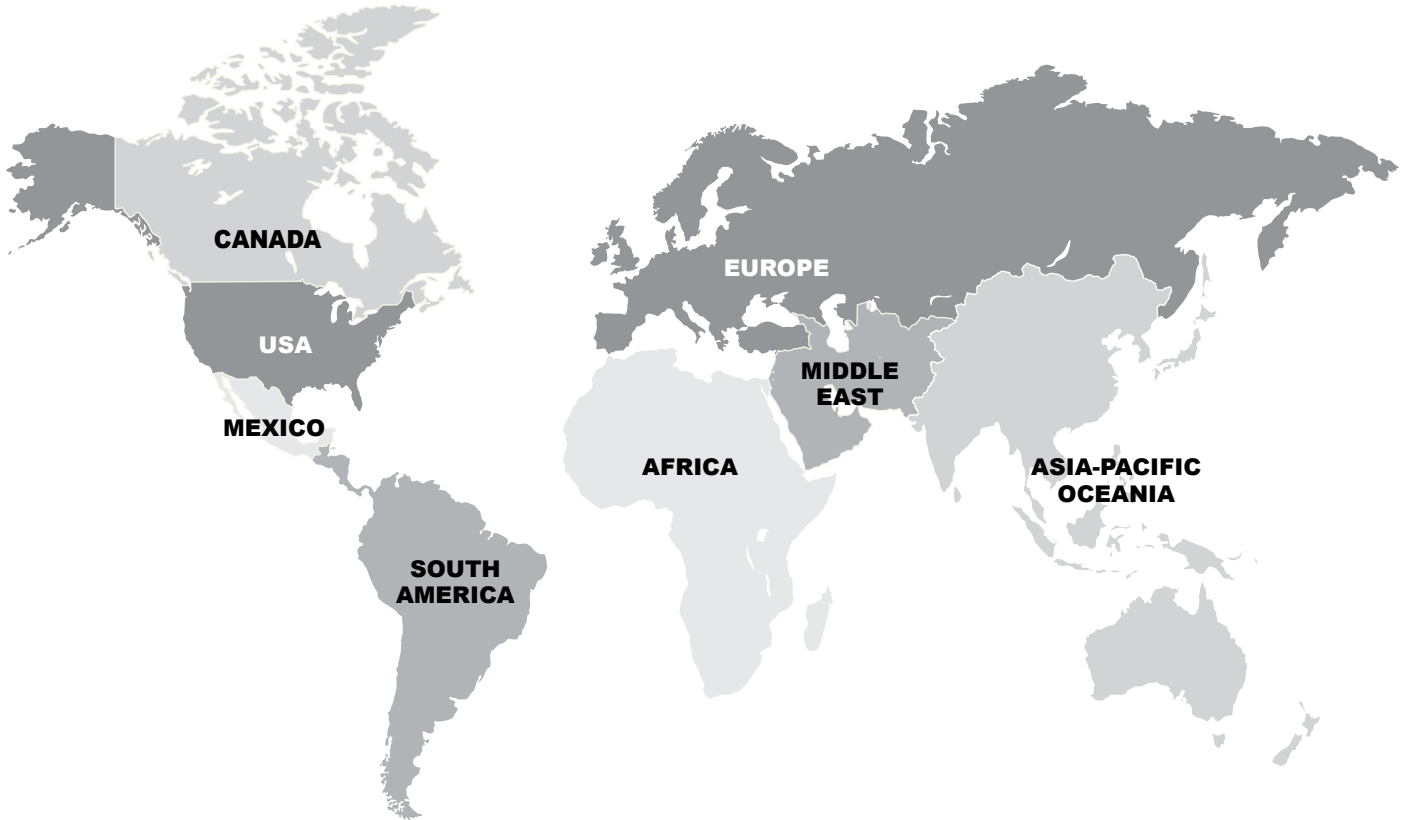 CANADA
EUROPE
USA
MIDDLE
EAST
MEXICO
AFRICA
ASIA-PACIFIC
OCEANIA
SOUTH
AMERICA